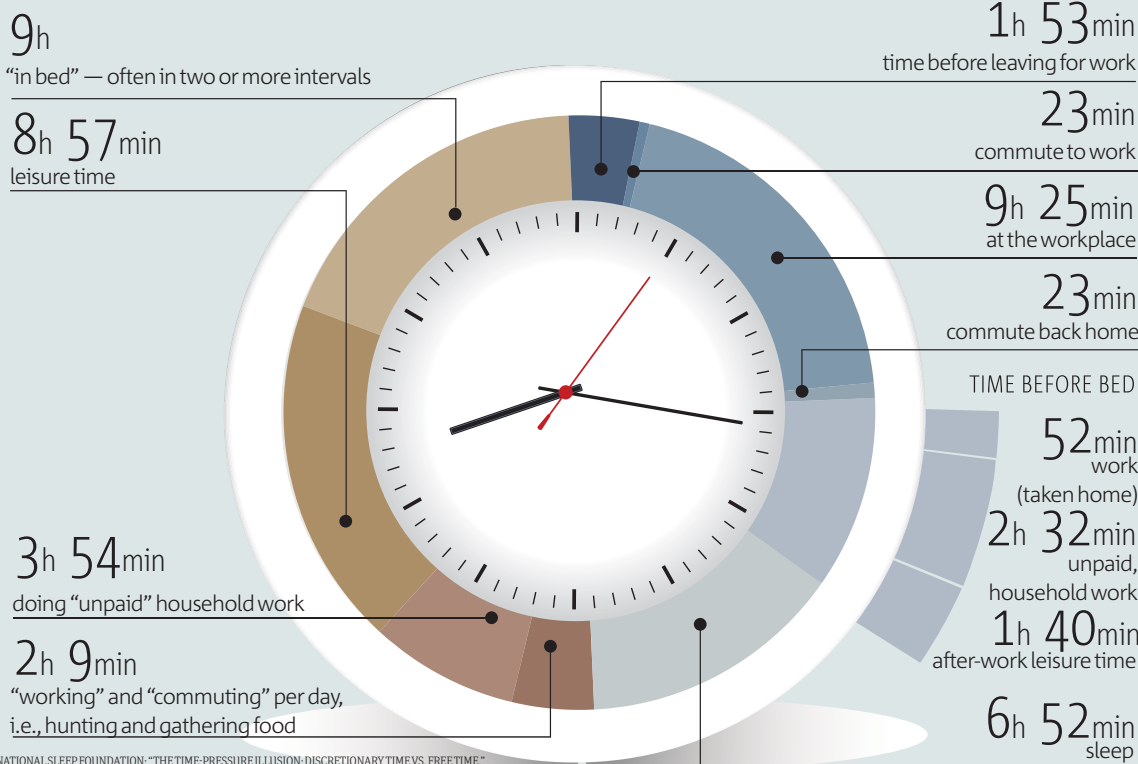 9h
“in bed” — often in two or more intervals
8h 57min
leisure time
3h 54min
doing “unpaid” household work
2h 9min
“working” and “commuting” per day,
i.e., hunting and gathering food
NATIONAL SLEEP FOUNDATION; “THE TIME-PRESSURE ILLUSION: DISCRETIONARY TIME VS. FREE TIME,”
1h 53min
time before leaving for work
23min
commute to work
9h 25min
at the workplace
23min
commute back home
TIME BEFORE BED
52min
work
(taken home)
2h 32min
unpaid,
household work
1h 40min
after-work leisure time
6h 52min
sleep